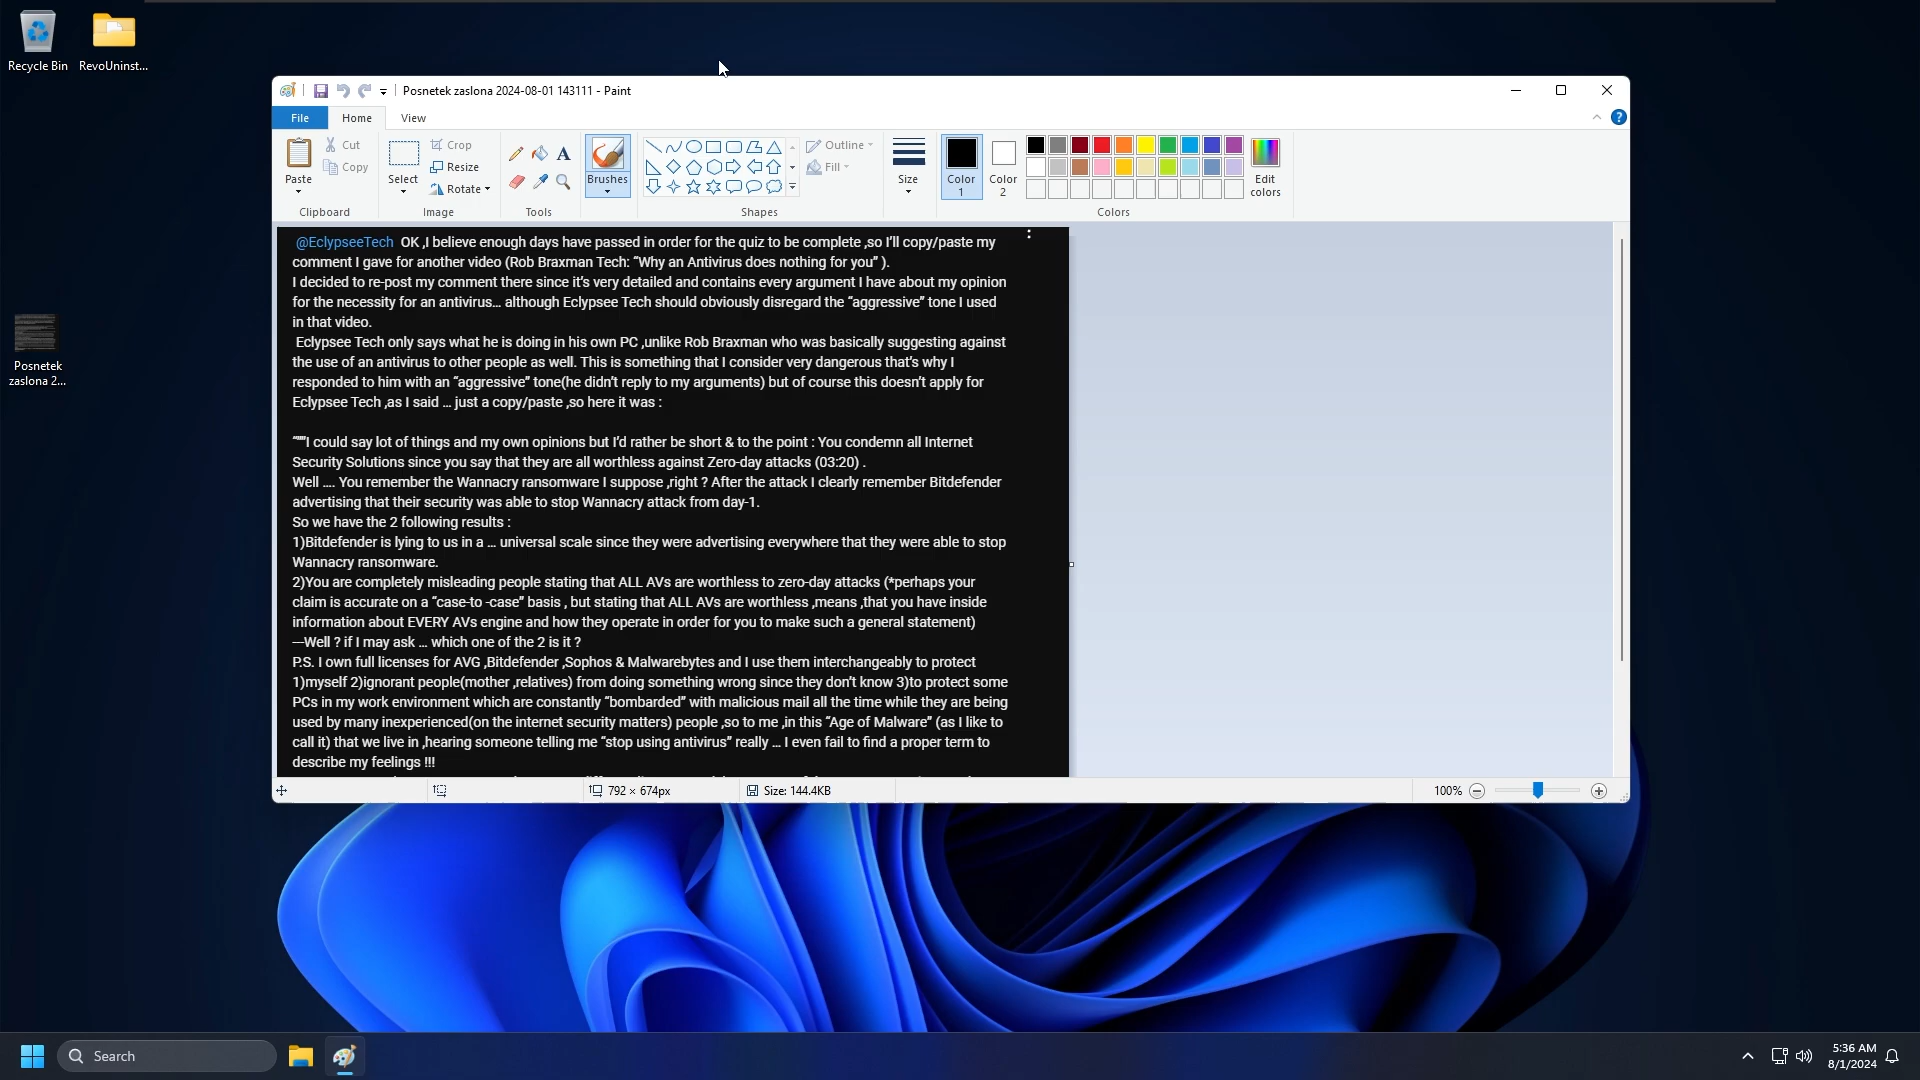 Recycle Bin
RevoUninst...
Posnetek zaslona 2...
Posnetek zaslona 2024-08-01 143111 - Paint
File
Home
View
Paste
Cut
Copy
Clipboard
Select
Crop
Resize
Rotate
Image
Tools
Brushes
Outline
Fill
Shapes
Size
Color 1
Color 2
Edit colors
Colors
@EclypseeTech OK ,I believe enough days have passed in order for the quiz to be complete ,so I'll copy/paste my
comment I gave for another video (Rob Braxman Tech: “Why an Antivirus does nothing for you” ).
I decided to re-post my comment there since it's very detailed and contains every argument I have about my opinion
for the necessity for an antivirus... although Eclypsee Tech should obviously disregard the “aggressive” tone I used
in that video.
Eclypsee Tech only says what he is doing in his own PC ,unlike Rob Braxman who was basically suggesting against
the use of an antivirus to other people as well. This is something that I consider very dangerous that's why I
responded to him with an “aggressive” tone(he didn't reply to my arguments) but of course this doesn't apply for
Eclypsee Tech ,as I said ... just a copy/paste ,so here it was :
“””I could say lot of things and my own opinions but I'd rather be short & to the point : You condemn all Internet
Security Solutions since you say that they are all worthless against Zero-day attacks (03:20) .
Well .... You remember the Wannacry ransomware I suppose ,right ? After the attack I clearly remember Bitdefender
advertising that their security was able to stop Wannacry attack from day-1.
So we have the 2 following results :
1)Bitdefender is lying to us in a ... universal scale since they were advertising everywhere that they were able to stop
Wannacry ransomware.
2)You are completely misleading people stating that ALL AVs are worthless to zero-day attacks (*perhaps your
claim is accurate on a “case-to -case” basis , but stating that ALL AVs are worthless ,means ,that you have inside
information about EVERY AVs engine and how they operate in order for you to make such a general statement)
---Well ? if I may ask ... which one of the 2 is it ?
P.S. I own full licenses for AVG ,Bitdefender ,Sophos & Malwarebytes and I use them interchangeably to protect
1)myself 2)ignorant people(mother ,relatives) from doing something wrong since they don't know 3)to protect some
PCs in my work environment which are constantly “bombarded” with malicious mail all the time while they are being
used by many inexperienced(on the internet security matters) people ,so to me ,in this “Age of Malware” (as I like to
call it) that we live in ,hearing someone telling me “stop using antivirus” really ... I even fail to find a proper term to
describe my feelings !!!
792 × 674px
Size: 144.4KB
100%
Search
5:36 AM
8/1/2024